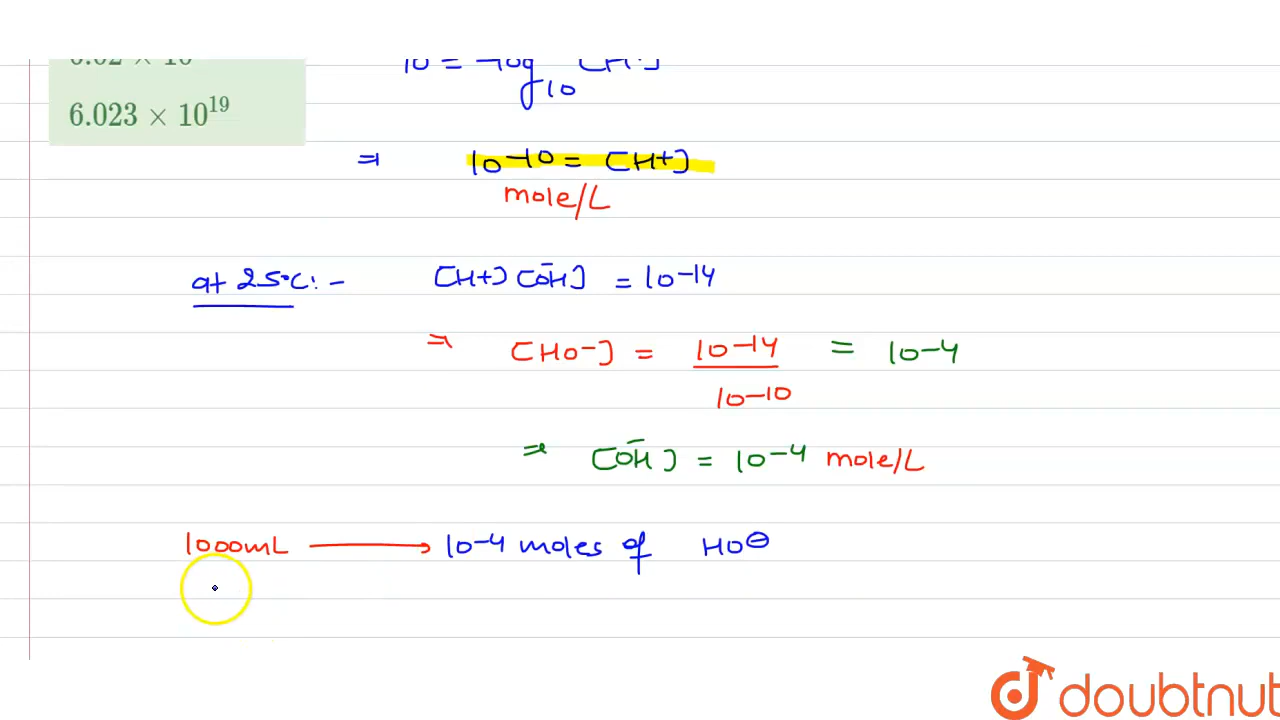 10 = -log10 [H+]
6.023 × 10^19
⇒ 10-10 = [H+]
mole/L
at 25°C:- [H+] [OH̄] = 10-14
⇒ [HO-] = 10-14 / 10-10 = 10-4
⇒ [OH̄] = 10-4 mole/L
1000mL → 10-4 moles of HO⊖
doubtnut